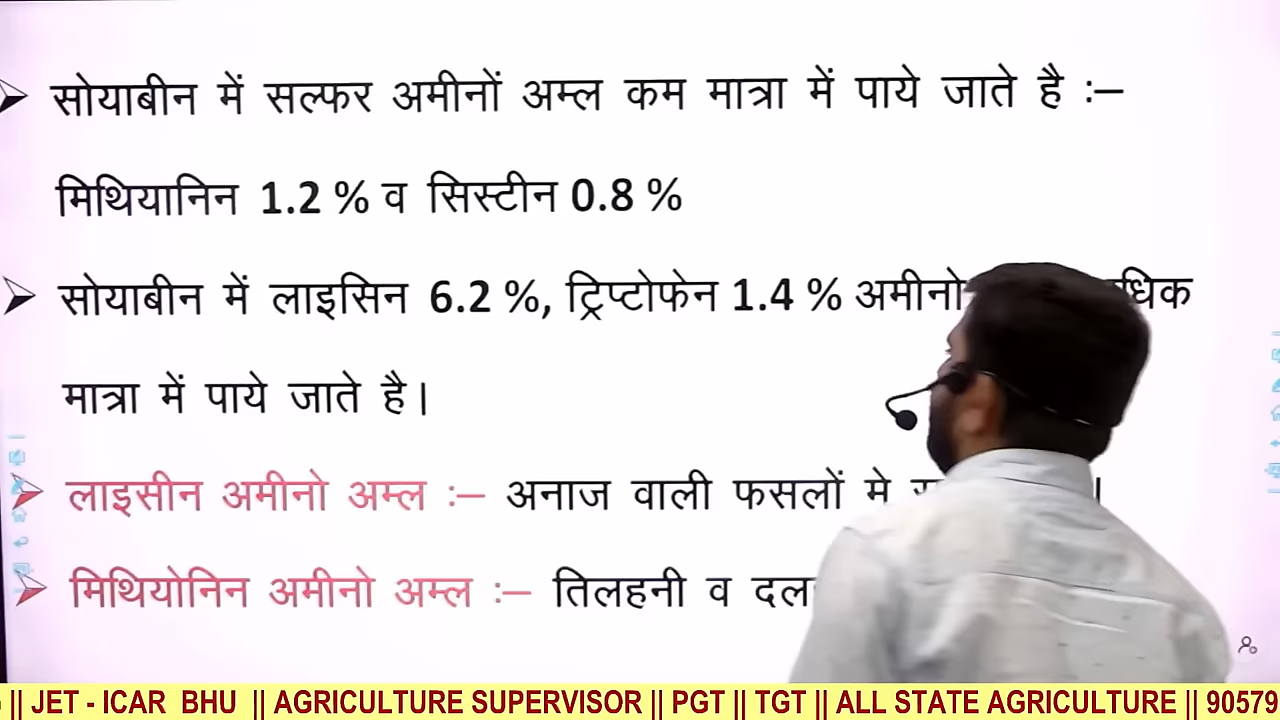 सोयाबीन में सल्फर अमीनों अम्ल कम मात्रा में पाये जाते है :–
मिथियानिन 1.2 % व सिस्टीन 0.8 %
सोयाबीन में लाइसिन 6.2 %, ट्रिप्टोफेन 1.4 % अमीनो
मात्रा में पाये जाते है।
लाइसीन अमीनो अम्ल :– अनाज वाली फसलों मे
मिथियोनिन अमीनो अम्ल :– तिलहनी व
|| JET - ICAR BHU || AGRICULTURE SUPERVISOR || PGT || TGT || ALL STATE AGRICULTURE || 90579